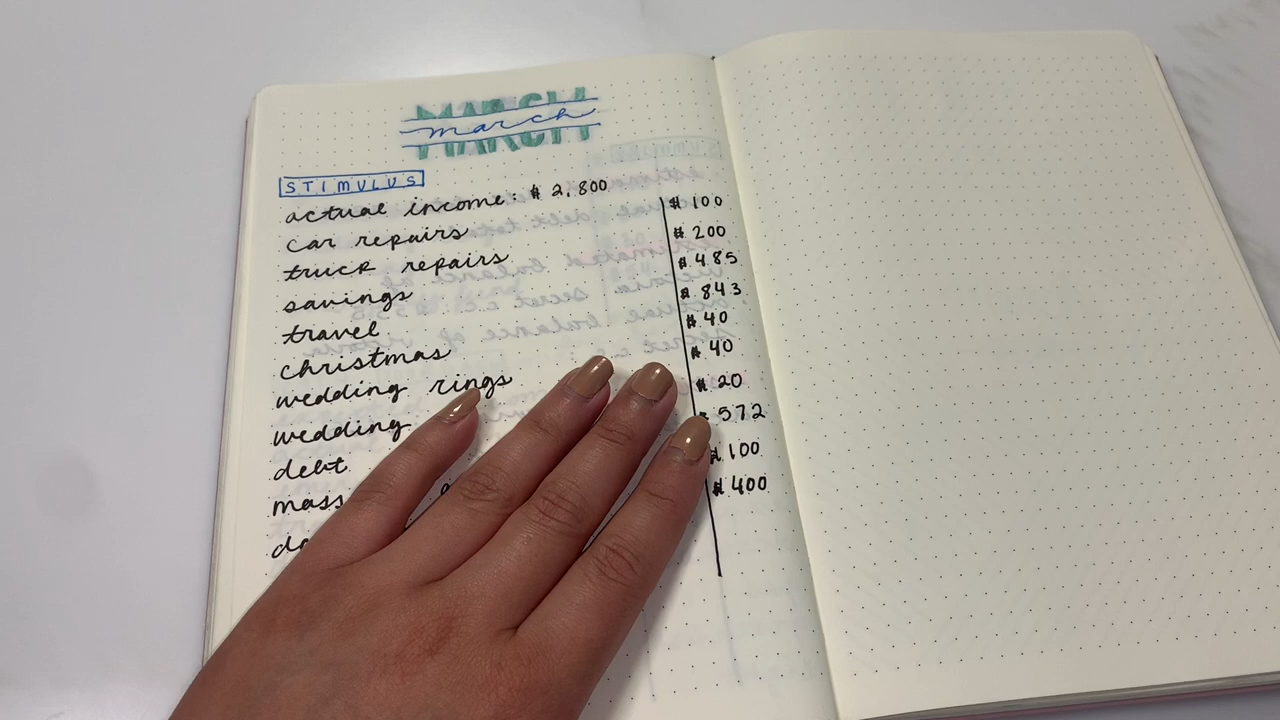 MARCH
march
STIMULUS
actual income: $ 2,800
car repairs $ 100
truck repairs $ 200
savings $ 485
travel $ 843
christmas $ 40
wedding rings $ 40
wedding $ 20
debt $ 572
mass $ 100
$ 400